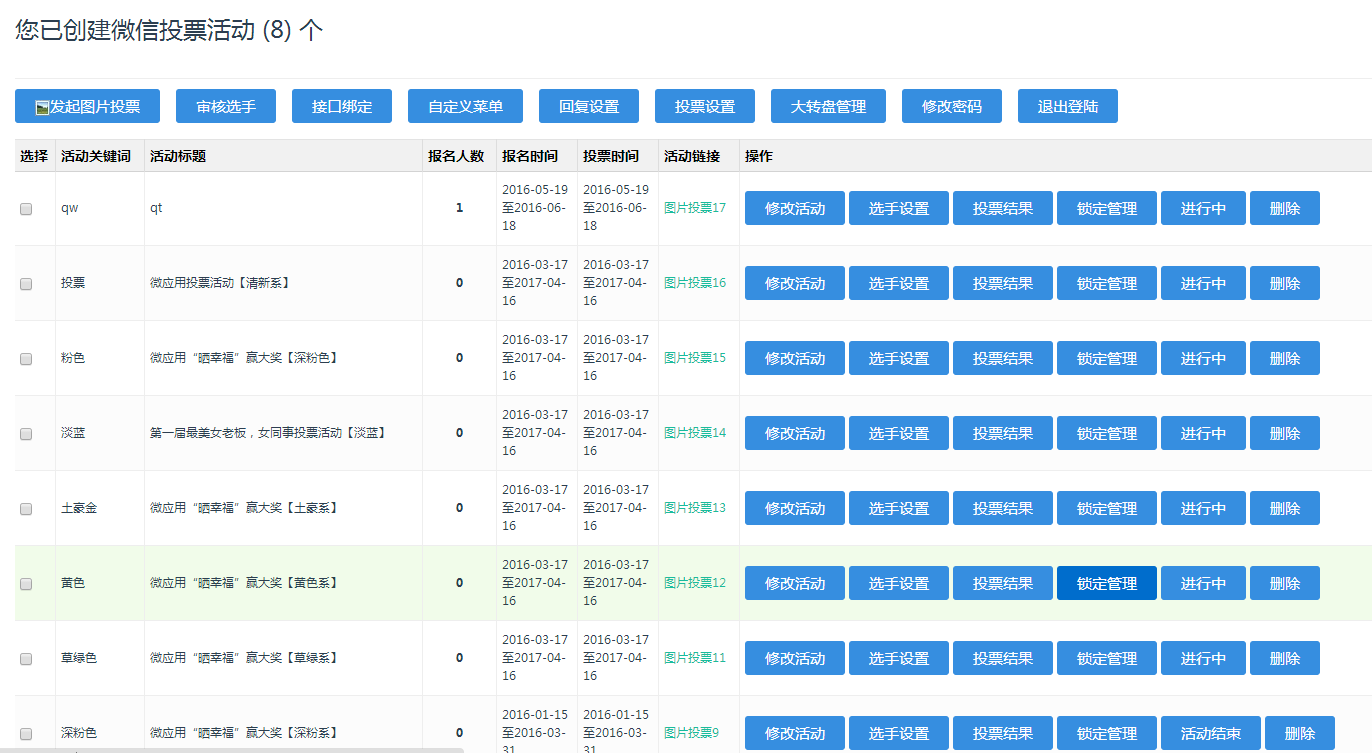 您已创建微信投票活动 (8) 个
发起图片投票 审核选手 接口绑定 自定义菜单 回复设置 投票设置 大转盘管理 修改密码 退出登陆
选择 活动关键词 活动标题 报名人数 报名时间 投票时间 活动链接 操作
qw qt 1 2016-05-19至2016-06-18 2016-05-19至2016-06-18 图片投票17 修改活动 选手设置 投票结果 锁定管理 进行中 删除
投票 微应用投票活动【清新系】 0 2016-03-17至2017-04-16 2016-03-17至2017-04-16 图片投票16 修改活动 选手设置 投票结果 锁定管理 进行中 删除
粉色 微应用“晒幸福”赢大奖【深粉色】 0 2016-03-17至2017-04-16 2016-03-17至2017-04-16 图片投票15 修改活动 选手设置 投票结果 锁定管理 进行中 删除
淡蓝 第一届最美女老板，女同事投票活动【淡蓝】 0 2016-03-17至2017-04-16 2016-03-17至2017-04-16 图片投票14 修改活动 选手设置 投票结果 锁定管理 进行中 删除
土豪金 微应用“晒幸福”赢大奖【土豪系】 0 2016-03-17至2017-04-16 2016-03-17至2017-04-16 图片投票13 修改活动 选手设置 投票结果 锁定管理 进行中 删除
黄色 微应用“晒幸福”赢大奖【黄色系】 0 2016-03-17至2017-04-16 2016-03-17至2017-04-16 图片投票12 修改活动 选手设置 投票结果 锁定管理 进行中 删除
草绿色 微应用“晒幸福”赢大奖【草绿系】 0 2016-03-17至2017-04-16 2016-03-17至2017-04-16 图片投票11 修改活动 选手设置 投票结果 锁定管理 进行中 删除
深粉色 微应用“晒幸福”赢大奖【深粉系】 0 2016-01-15至2016-03-31 2016-01-15至2016-03-31 图片投票9 修改活动 选手设置 投票结果 锁定管理 活动结束 删除